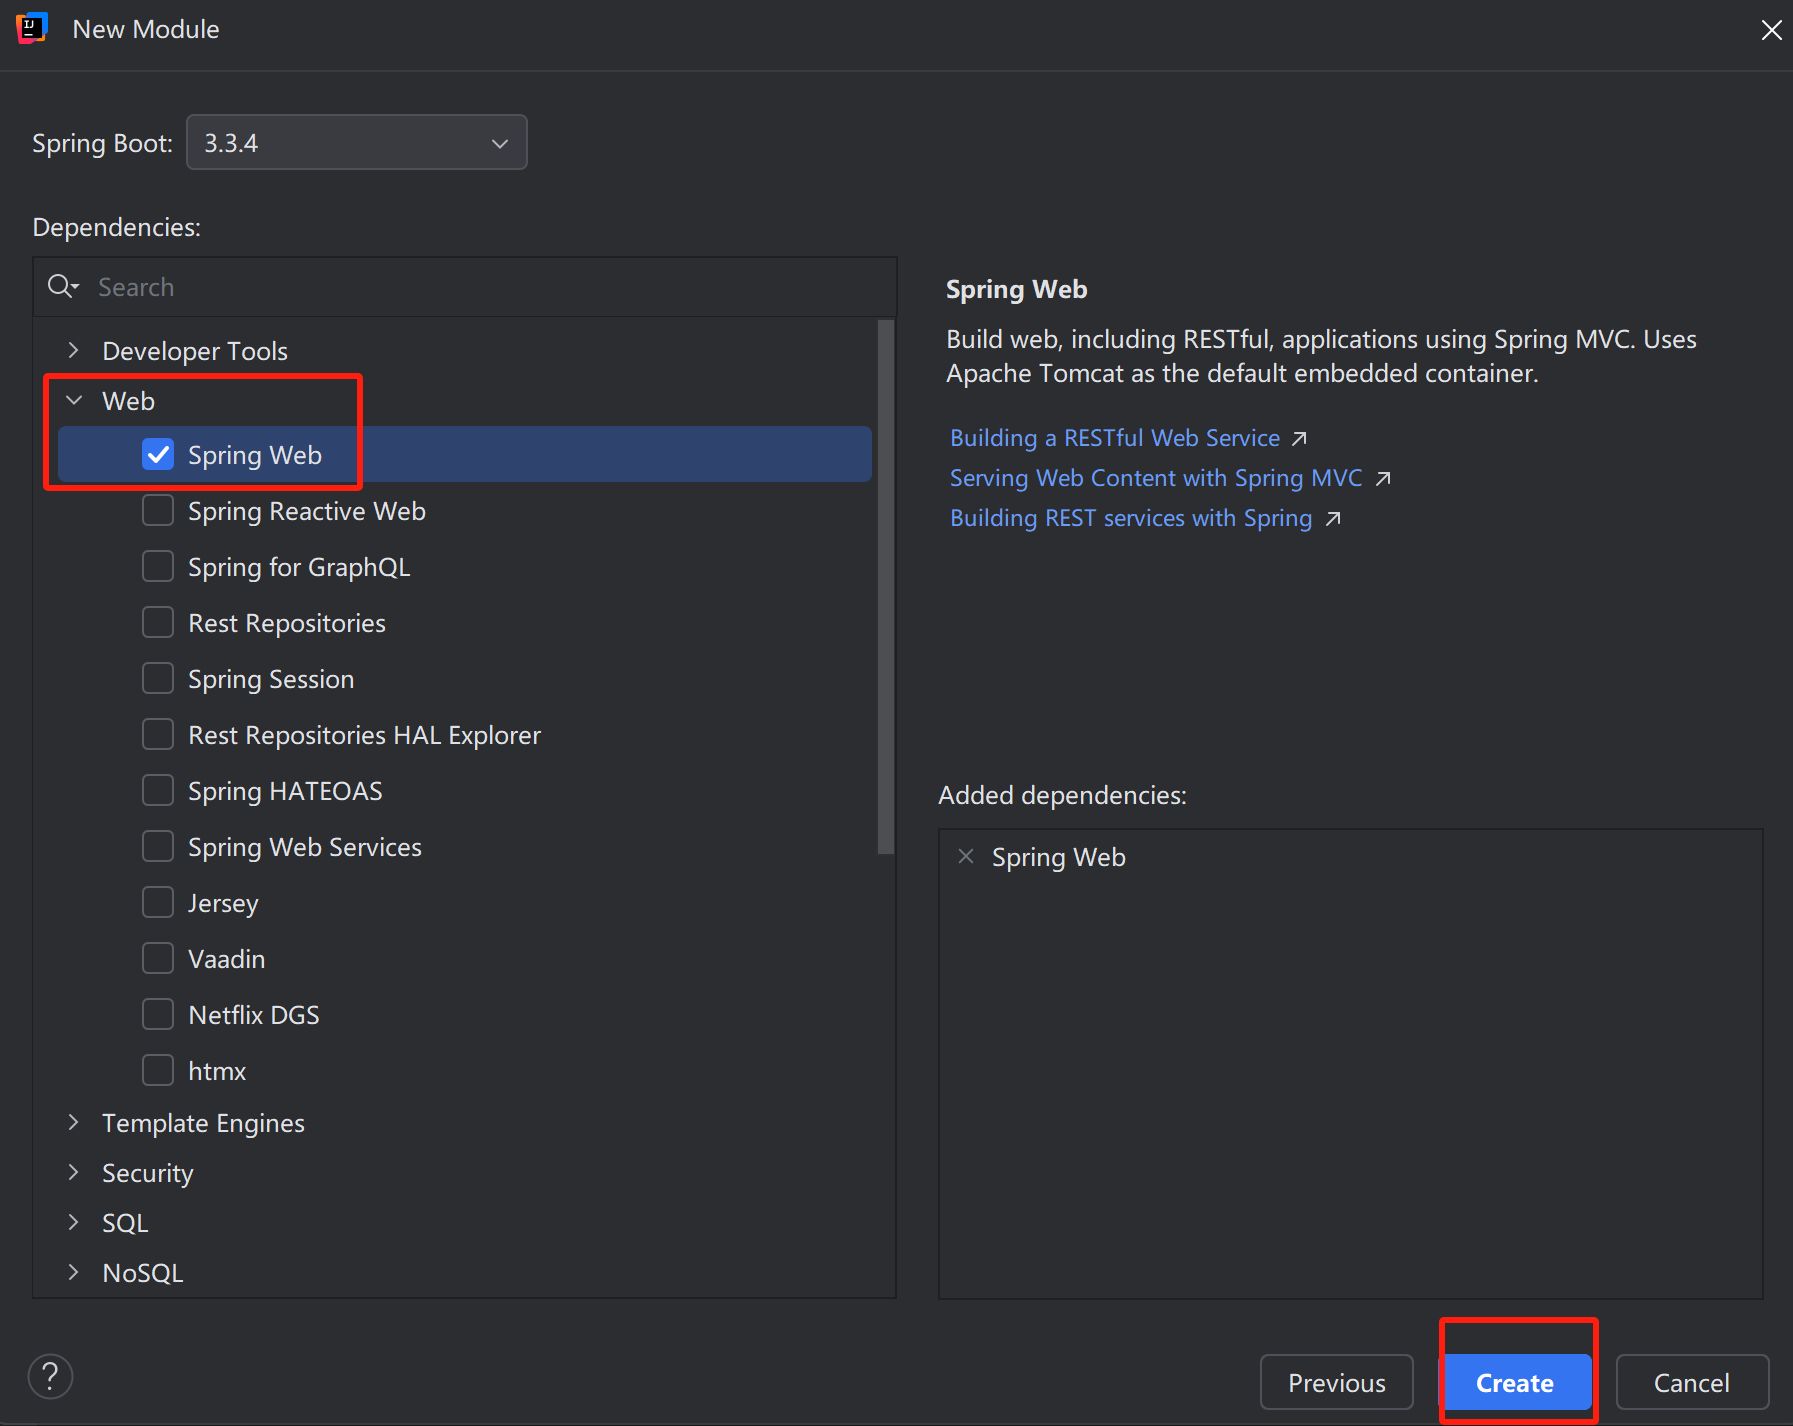 New Module
Spring Boot:
3.3.4
Dependencies:
Search
Developer Tools
Web
Spring Web
Spring Reactive Web
Spring for GraphQL
Rest Repositories
Spring Session
Rest Repositories HAL Explorer
Spring HATEOAS
Spring Web Services
Jersey
Vaadin
Netflix DGS
htmx
Template Engines
Security
SQL
NoSQL
Spring Web
Build web, including RESTful, applications using Spring MVC. Uses
Apache Tomcat as the default embedded container.
Building a RESTful Web Service
Serving Web Content with Spring MVC
Building REST services with Spring
Added dependencies:
Spring Web
?
Previous
Create
Cancel